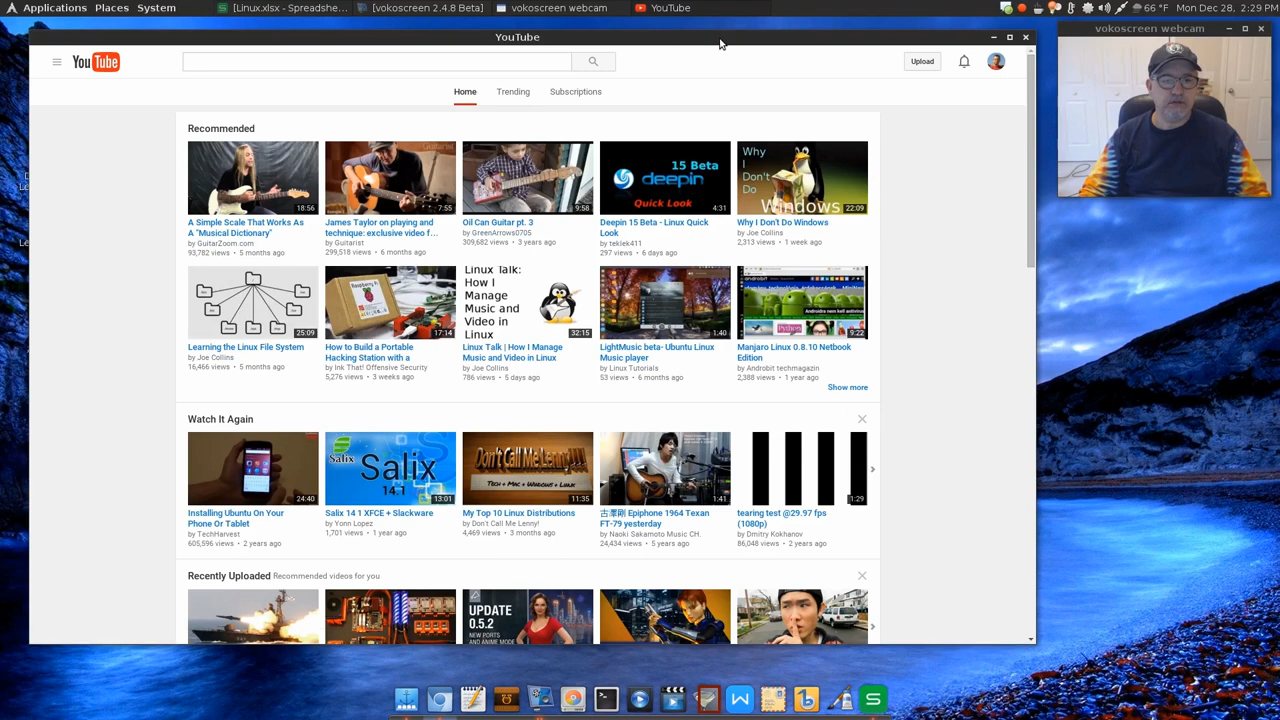 Applications Places System
[Linux.xlsx - Spreadshe...
[vokoscreen 2.4.8 Beta]
vokoscreen webcam
YouTube
66 °F Mon Dec 28, 2:29 PM
YouTube
vokoscreen webcam
YouTube
Upload
Home Trending Subscriptions
Recommended
18:56
7:55
Guitarist
9:58
15 Beta
deepin
Quick Look
4:31
Why
I
Don't
Do
Windows
22:09
A Simple Scale That Works As
A "Musical Dictionary"
by GuitarZoom.com
93,782 views • 5 months ago
James Taylor on playing and
technique: exclusive video f...
by Guitarist
299,518 views • 6 months ago
Oil Can Guitar pt. 3
by GreenArrows0705
309,682 views • 3 years ago
Deepin 15 Beta - Linux Quick
Look
by teklek411
297 views • 6 days ago
Why I Don't Do Windows
by Joe Collins
2,313 views • 1 week ago
25:09
Raspberry Pi
17:14
Linux Talk:
How I
Manage
Music and
Video in
Linux
32:15
1:40
androbit
Androidra nem kell antivirus
Python
9:22
Learning the Linux File System
by Joe Collins
16,466 views • 5 months ago
How to Build a Portable
Hacking Station with a
by Ink That! Offensive Security
5,276 views • 3 weeks ago
Linux Talk | How I Manage
Music and Video in Linux
by Joe Collins
786 views • 5 days ago
LightMusic beta- Ubuntu Linux
Music player
by Linux Tutorials
53 views • 6 months ago
Manjaro Linux 0.8.10 Netbook
Edition
by Androbit techmagazin
2,388 views • 1 year ago
Show more
Watch It Again
24:40
Salix
Salix
14.1
13:01
Don't Call Me Lenny!!!
TECH • MAC • WINDOWS • LINUX
11:35
1:41
1:29
Installing Ubuntu On Your
Phone Or Tablet
by TechHarvest
605,596 views • 2 years ago
Salix 14 1 XFCE + Slackware
by Yonn Lopez
1,701 views • 1 year ago
My Top 10 Linux Distributions
by Don't Call Me Lenny!
4,469 views • 3 months ago
古澤剛 Epiphone 1964 Texan
FT-79 yesterday
by Naoki Sakamoto Music CH.
24,434 views • 5 years ago
tearing test @29.97 fps
(1080p)
by Dmitry Kokhanov
86,048 views • 2 years ago
Recently Uploaded Recommended videos for you
UPDATE
0.5.2
NEW PORTS
AND ANIME MODE